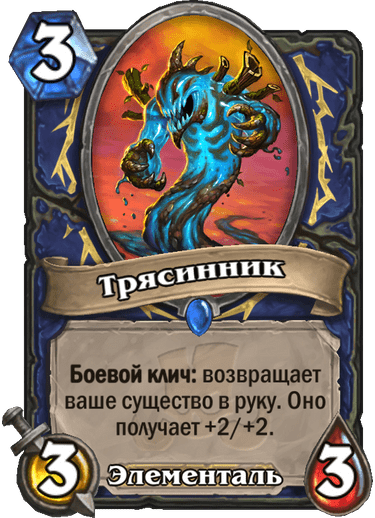 3
Трясинник
Боевой клич: возвращает
ваше существо в руку. Оно
получает +2/+2.
3 Элементаль 3